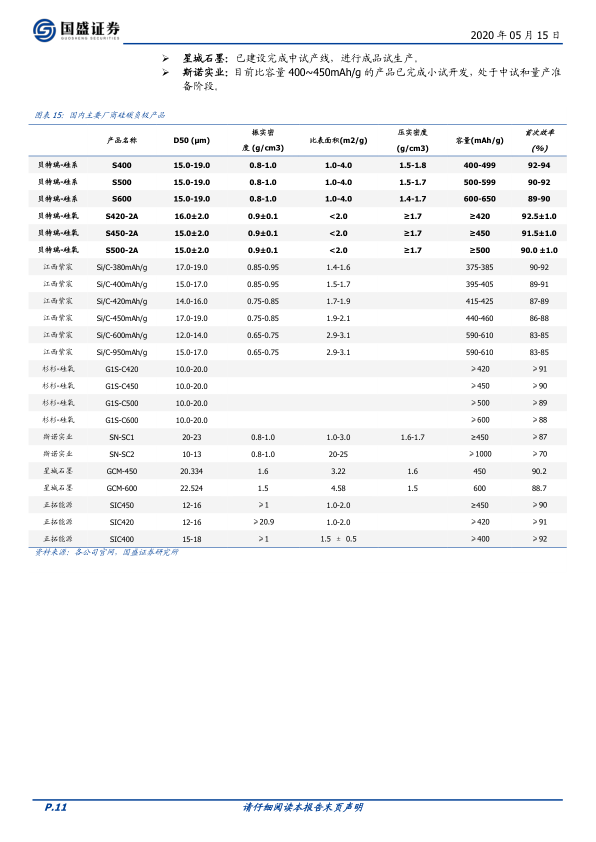 国盛证券
GUOSHENG SECURITIES
2020 年 05 月 15 日
➢ 星城石墨：已建设完成中试产线，进行成品试生产。
➢ 斯诺实业：目前比容量 400~450mAh/g 的产品已完成小试开发，处于中试和量产准
备阶段。
图表 15：国内主要厂商硅碳负极产品
产品名称 D50 (μm) 振实密度 (g/cm3) 比表面积(m2/g) 压实密度 (g/cm3) 容量(mAh/g) 首次效率 (%)
贝特瑞-硅系 S400 15.0-19.0 0.8-1.0 1.0-4.0 1.5-1.8 400-499 92-94
贝特瑞-硅系 S500 15.0-19.0 0.8-1.0 1.0-4.0 1.5-1.7 500-599 90-92
贝特瑞-硅系 S600 15.0-19.0 0.8-1.0 1.0-4.0 1.4-1.7 600-650 89-90
贝特瑞-硅氧 S420-2A 16.0±2.0 0.9±0.1 <2.0 ≥1.7 ≥420 92.5±1.0
贝特瑞-硅氧 S450-2A 15.0±2.0 0.9±0.1 <2.0 ≥1.7 ≥450 91.5±1.0
贝特瑞-硅氧 S500-2A 15.0±2.0 0.9±0.1 <2.0 ≥1.7 ≥500 90.0 ±1.0
江西紫宸 Si/C-380mAh/g 17.0-19.0 0.85-0.95 1.4-1.6 375-385 90-92
江西紫宸 Si/C-400mAh/g 15.0-17.0 0.85-0.95 1.5-1.7 395-405 89-91
江西紫宸 Si/C-420mAh/g 14.0-16.0 0.75-0.85 1.7-1.9 415-425 87-89
江西紫宸 Si/C-450mAh/g 17.0-19.0 0.75-0.85 1.9-2.1 440-460 86-88
江西紫宸 Si/C-600mAh/g 12.0-14.0 0.65-0.75 2.9-3.1 590-610 83-85
江西紫宸 Si/C-950mAh/g 15.0-17.0 0.65-0.75 2.9-3.1 590-610 83-85
杉杉-硅氧 G1S-C420 10.0-20.0 ≥420 ≥91
杉杉-硅氧 G1S-C450 10.0-20.0 ≥450 ≥90
杉杉-硅氧 G1S-C500 10.0-20.0 ≥500 ≥89
杉杉-硅氧 G1S-C600 10.0-20.0 ≥600 ≥88
斯诺实业 SN-SC1 20-23 0.8-1.0 1.0-3.0 1.6-1.7 ≥450 ≥87
斯诺实业 SN-SC2 10-13 0.8-1.0 20-25 ≥1000 ≥70
星城石墨 GCM-450 20.334 1.6 3.22 1.6 450 90.2
星城石墨 GCM-600 22.524 1.5 4.58 1.5 600 88.7
正拓能源 SIC450 12-16 ≥1 1.0-2.0 ≥450 ≥90
正拓能源 SIC420 12-16 ≥20.9 1.0-2.0 ≥420 ≥91
正拓能源 SIC400 15-18 ≥1 1.5 ± 0.5 ≥400 ≥92
资料来源：各公司官网，国盛证券研究所
P.11 请仔细阅读本报告末页声明